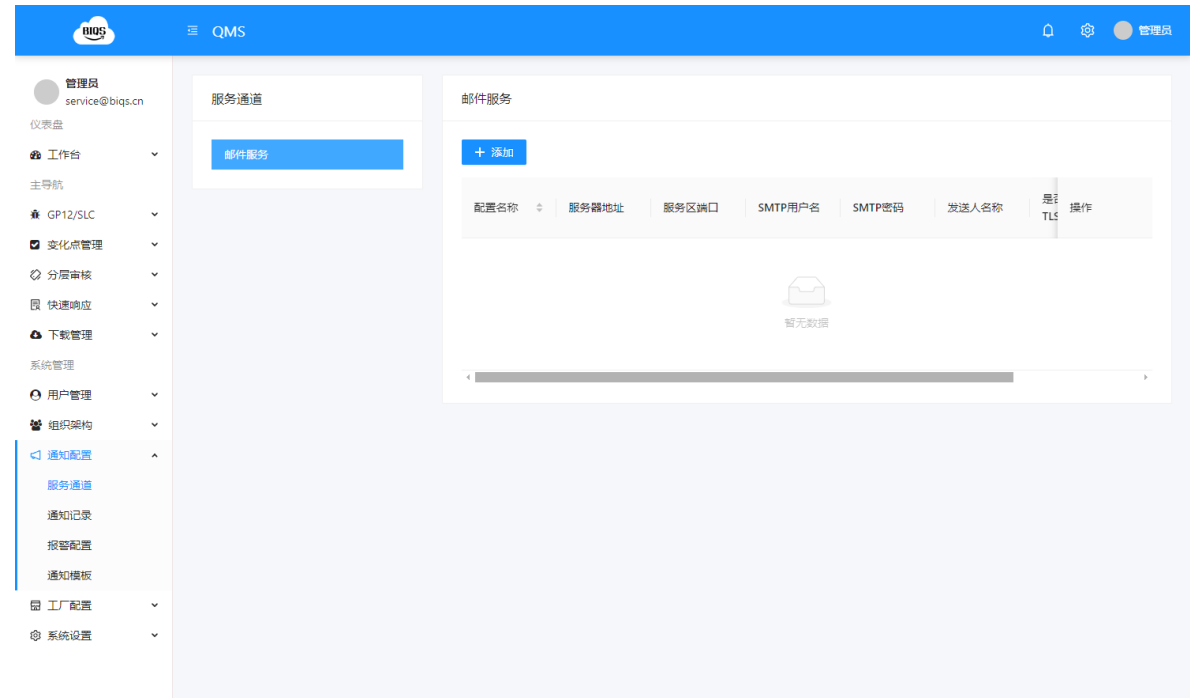 BIQS
QMS
管理员
管理员
service@biqs.cn
仪表盘
工作台
主导航
GP12/SLC
变化点管理
分层审核
快速响应
下载管理
系统管理
用户管理
组织架构
通知配置
服务通道
通知记录
报警配置
通知模板
工厂配置
系统设置
服务通道
邮件服务
邮件服务
+ 添加
配置名称 服务器地址 服务区端口 SMTP用户名 SMTP密码 发送人名称 是 操作
TLS
暂无数据